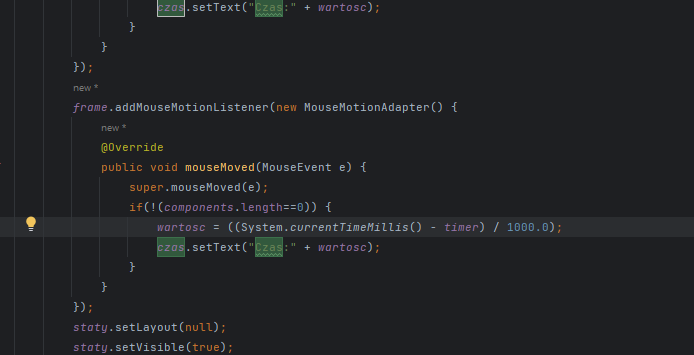 czas.setText("Czas:" + wartosc);
}
}
});
new *
frame.addMouseMotionListener(new MouseMotionAdapter() {
new *
@Override
public void mouseMoved(MouseEvent e) {
super.mouseMoved(e);
if(!(components.length==0)) {
wartosc = ((System.currentTimeMillis() - timer) / 1000.0);
czas.setText("Czas:" + wartosc);
}
}
});
staty.setLayout(null);
staty.setVisible(true);